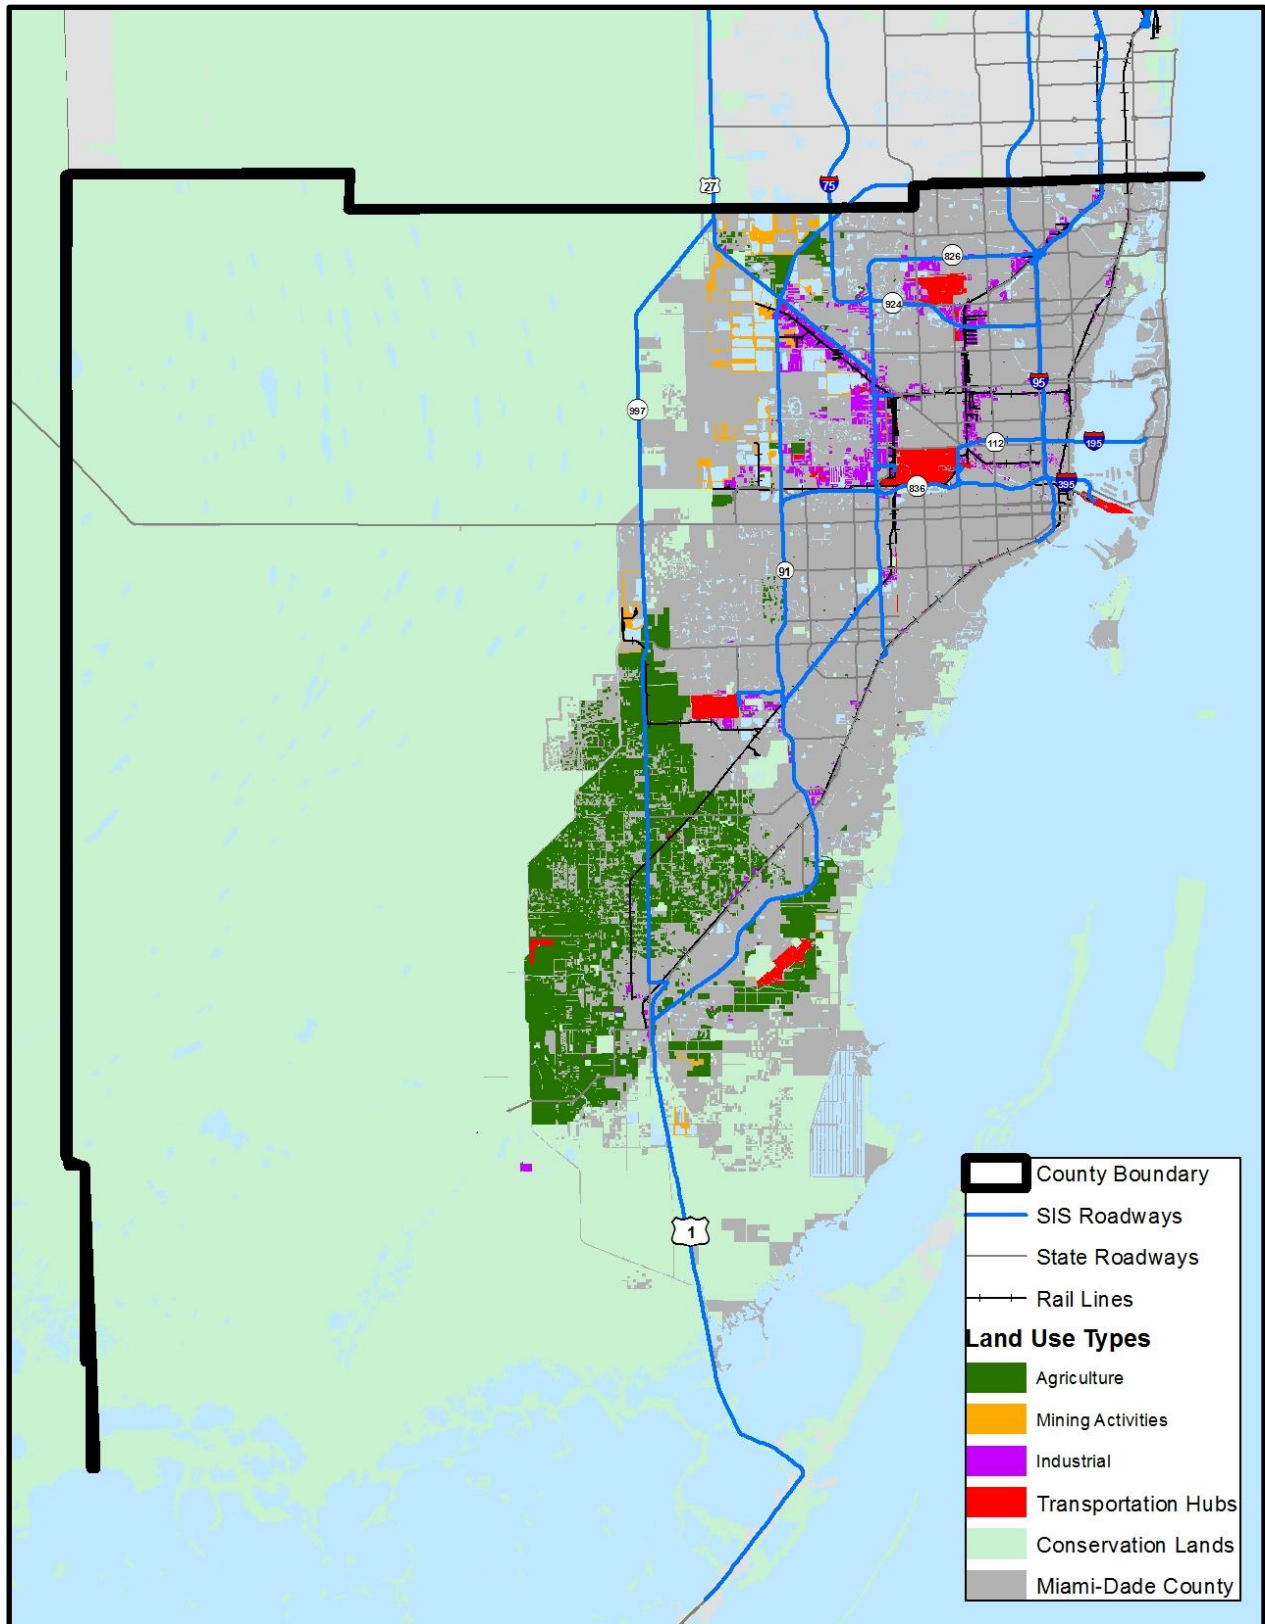 27
75
826
924
95
997
112
195
836
395
91
1
County Boundary
SIS Roadways
State Roadways
Rail Lines
Land Use Types
Agriculture
Mining Activities
Industrial
Transportation Hubs
Conservation Lands
Miami-Dade County